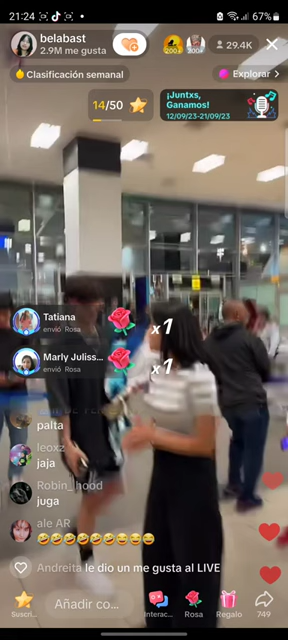 21:24
67%
belabast
2.9M me gusta
200+
300+
29.4K
Clasificación semanal
Explorar
14/50
¡Juntxs,
Ganamos!
12/09/23-21/09/23
Tatiana
envió Rosa
x1
Marly Juliss...
envió Rosa
x1
palta
leoxz
jaja
Robin_hood
juga
ale AR
Andreita le dio un me gusta al LIVE
Suscri...
Añadir co...
Interac...
Rosa
Regalo
749